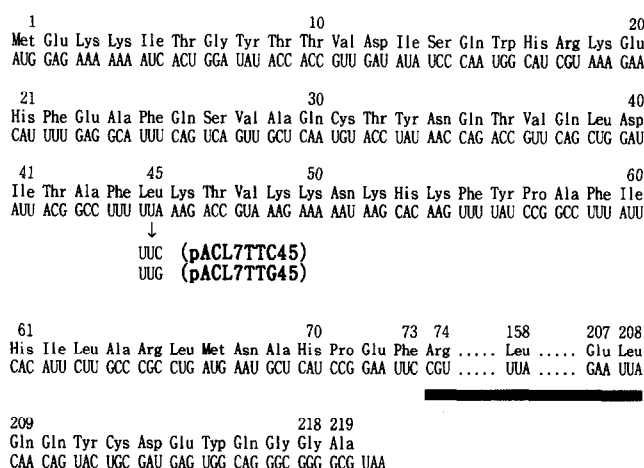 1 10 20
Met Glu Lys Lys Ile Thr Gly Tyr Thr Thr Val Asp Ile Ser Gln Trp His Arg Lys Glu
AUG GAG AAA AAA AUC ACU GGA UAU ACC ACC GUU GAU AUA UCC CAA UGG CAU CGU AAA GAA
21 30 40
His Phe Glu Ala Phe Gln Ser Val Ala Gln Cys Thr Tyr Asn Gln Thr Val Gln Leu Asp
CAU UUU GAG GCA UUU CAG UCA GUU GCU CAA UGU ACC UAU AAC CAG ACC GUU CAG CUG GAU
41 45 50 60
Ile Thr Ala Phe Leu Lys Thr Val Lys Lys Asn Lys His Lys Phe Tyr Pro Ala Phe Ile
AUU ACG GCC UUU UUA AAG ACC GUA AAG AAA AAU AAG CAC AAG UUU UAU CCG GCC UUU AUU
↓
UUC (pACL7TTC45)
UUG (pACL7TTG45)
61 70 73 74 158 207 208
His Ile Leu Ala Arg Leu Met Asn Ala His Pro Glu Phe Arg ..... Leu ..... Glu Leu
CAC AUU CUU GCC CGC CUG AUG AAU GCU CAU CCG GAA UUC CGU ..... UUA ..... GAA UUA
209 218 219
Gln Gln Tyr Cys Asp Glu Typ Gln Gly Gly Ala
CAA CAG UAC UGC GAU GAG UGG CAG GGC GGG GCG UAA